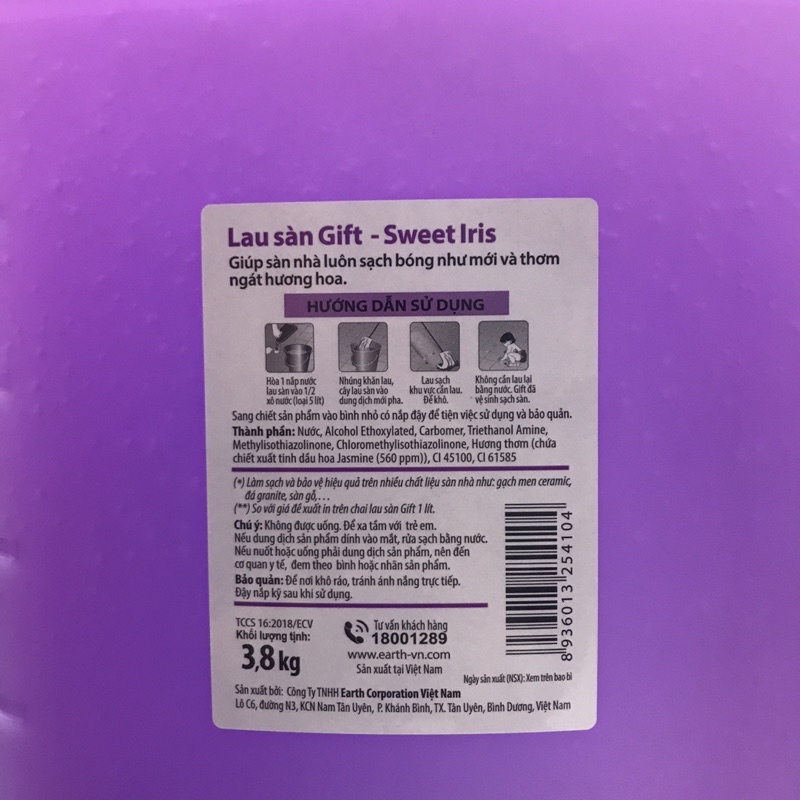 Lau sàn Gift - Sweet Iris
Giúp sàn nhà luôn sạch bóng như mới và thơm
ngát hương hoa.
HƯỚNG DẪN SỬ DỤNG
Hòa 1 nắp nước
lau sàn vào 1/2
xô nước (loại 5 lít)
Nhúng khăn lau,
cây lau sàn vào
dung dịch mới pha.
Lau sạch
khu vực cần lau.
Để khô.
Không cần lau lại
bằng nước. Gift đã
vệ sinh sạch sàn.
Sang chiết sản phẩm vào bình nhỏ có nắp đậy để tiện việc sử dụng và bảo quản.
Thành phần: Nước, Alcohol Ethoxylated, Carbomer, Triethanol Amine,
Methylisothiazolinone, Chloromethylisothiazolinone, Hương thơm (chứa
chiết xuất tinh dầu hoa Jasmine (560 ppm)), CI 45100, CI 61585
(*) Làm sạch và bảo vệ hiệu quả trên nhiều chất liệu sàn nhà như: gạch men ceramic,
đá granite, sàn gỗ,...
(**) So với giá đề xuất in trên chai lau sàn Gift 1 lít.
Chú ý: Không được uống. Để xa tầm với trẻ em.
Nếu dung dịch sản phẩm dính vào mắt, rửa sạch bằng nước.
Nếu nuốt hoặc uống phải dung dịch sản phẩm, nên đến
cơ quan y tế, đem theo bình hoặc nhãn sản phẩm.
Bảo quản: Để nơi khô ráo, tránh ánh nắng trực tiếp.
Đậy nắp kỹ sau khi sử dụng.
8 936013 254104
TCCS 16:2018/ECV
Khối lượng tịnh:
3,8 kg
Tư vấn khách hàng
18001289
www.earth-vn.com
Sản xuất tại Việt Nam
Ngày sản xuất (NSX): Xem trên bao bì
Sản xuất bởi: Công Ty TNHH Earth Corporation Việt Nam
Lô C6, đường N3, KCN Nam Tân Uyên, P. Khánh Bình, TX. Tân Uyên, Bình Dương, Việt Nam